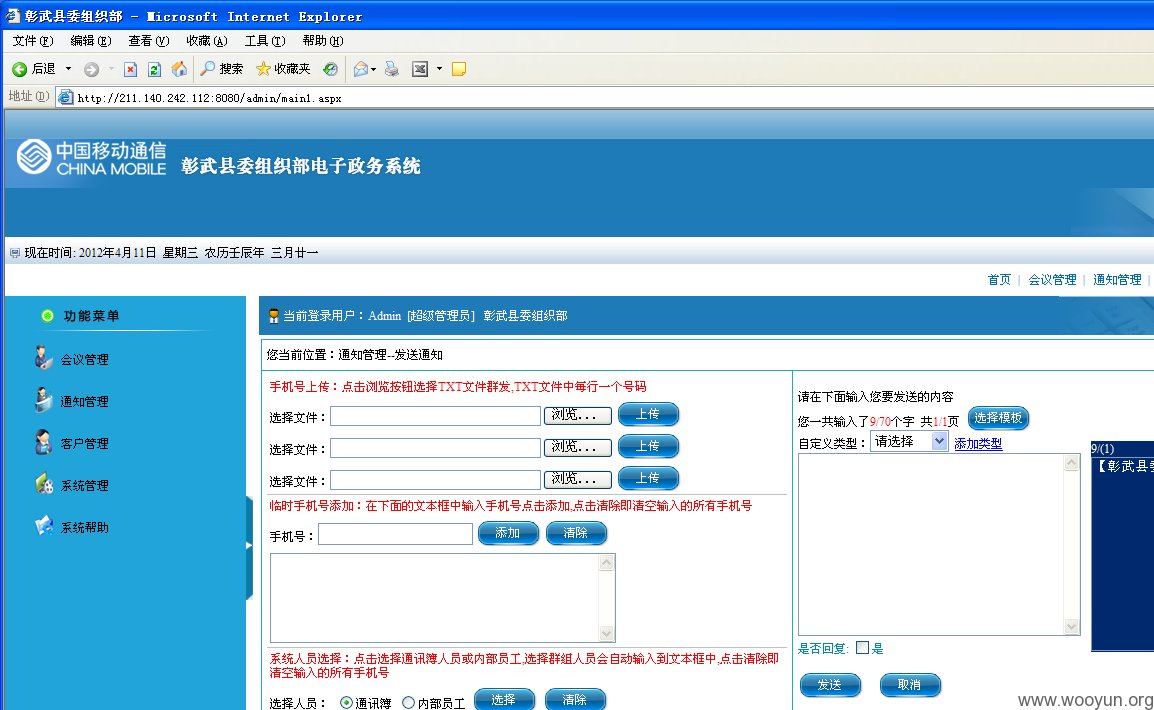 彰武县委组织部 - Microsoft Internet Explorer
文件(F) 编辑(E) 查看(V) 收藏(A) 工具(T) 帮助(H)
后退 搜索 收藏夹
地址(D) http://211.140.242.112:8080/admin/main1.aspx
中国移动通信
CHINA MOBILE
彰武县委组织部电子政务系统
现在时间: 2012年4月11日 星期三 农历壬辰年 三月廿一
首页 | 会议管理 | 通知管理 |
功能菜单
会议管理
通知管理
客户管理
系统管理
系统帮助
当前登录用户：Admin [超级管理员] 彰武县委组织部
您当前位置：通知管理--发送通知
手机号上传：点击浏览按钮选择TXT文件群发,TXT文件中每行一个号码
选择文件： 浏览... 上传
选择文件： 浏览... 上传
选择文件： 浏览... 上传
临时手机号添加：在下面的文本框中输入手机号点击添加,点击清除即清空输入的所有手机号
手机号： 添加 清除
系统人员选择：点击选择通讯簿人员或内部员工,选择群组人员会自动输入到文本框中,点击清除即
清空输入的所有手机号
选择人员： 通讯簿 内部员工 选择 清除
请在下面输入您要发送的内容
您一共输入了9/70个字 共1/1页 选择模板
自定义类型： 请选择 添加类型
9/(1)
【彰武县委
是否回复: 是
发送 取消
www.wooyun.org